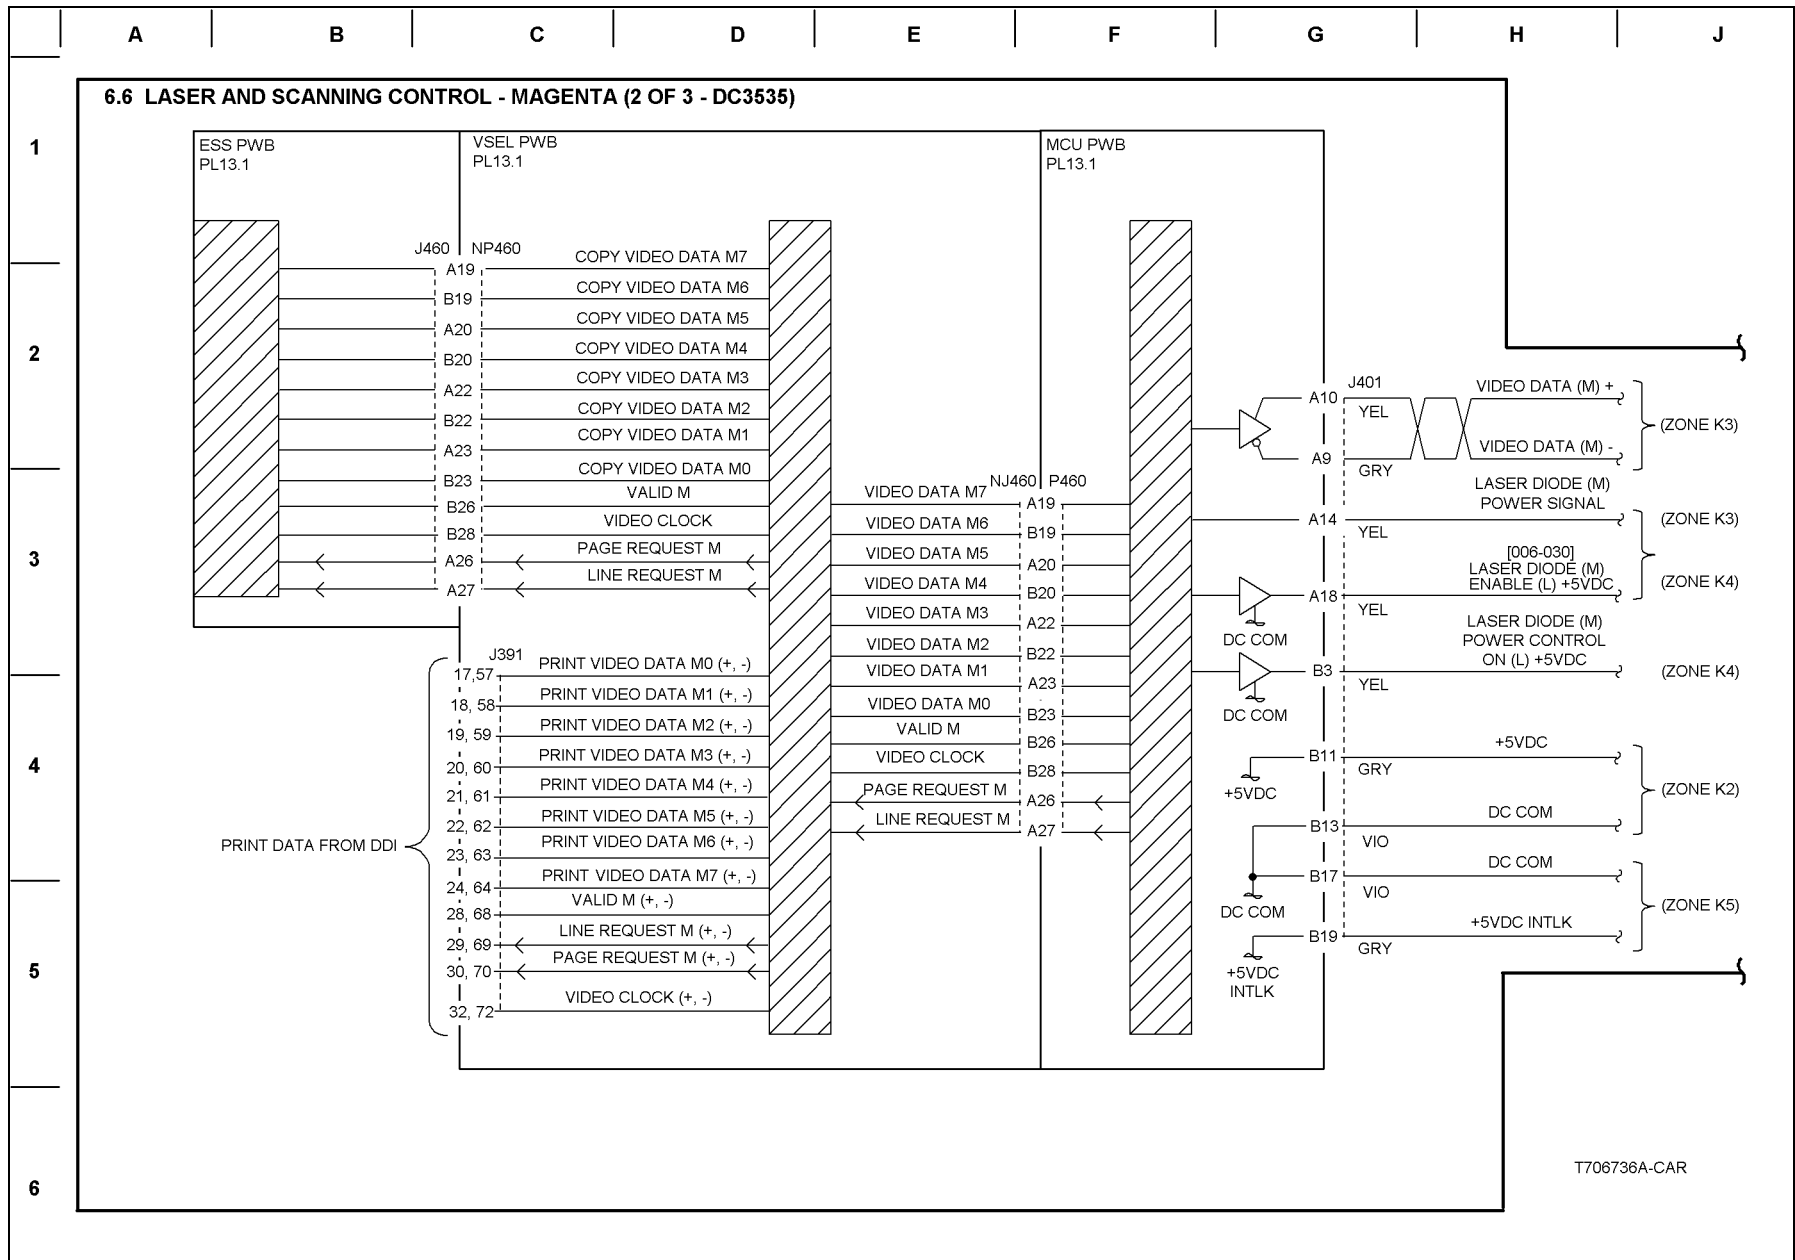 A B C D E F G H J
6.6 LASER AND SCANNING CONTROL - MAGENTA (2 OF 3 - DC3535)
1
2
3
4
5
6
ESS PWB
PL13.1
VSEL PWB
PL13.1
MCU PWB
PL13.1
J460 NP460
A19 COPY VIDEO DATA M7
B19 COPY VIDEO DATA M6
A20 COPY VIDEO DATA M5
B20 COPY VIDEO DATA M4
A22 COPY VIDEO DATA M3
B22 COPY VIDEO DATA M2
A23 COPY VIDEO DATA M1
B23 COPY VIDEO DATA M0
B26 VALID M
B28 VIDEO CLOCK
A26 PAGE REQUEST M
A27 LINE REQUEST M
J391
17,57 PRINT VIDEO DATA M0 (+, -)
18, 58 PRINT VIDEO DATA M1 (+, -)
19, 59 PRINT VIDEO DATA M2 (+, -)
20, 60 PRINT VIDEO DATA M3 (+, -)
21, 61 PRINT VIDEO DATA M4 (+, -)
22, 62 PRINT VIDEO DATA M5 (+, -)
23, 63 PRINT VIDEO DATA M6 (+, -)
24, 64 PRINT VIDEO DATA M7 (+, -)
28, 68 VALID M (+, -)
29, 69 LINE REQUEST M (+, -)
30, 70 PAGE REQUEST M (+, -)
32, 72 VIDEO CLOCK (+, -)
PRINT DATA FROM DDI
NJ460 P460
VIDEO DATA M7 A19
VIDEO DATA M6 B19
VIDEO DATA M5 A20
VIDEO DATA M4 B20
VIDEO DATA M3 A22
VIDEO DATA M2 B22
VIDEO DATA M1 A23
VIDEO DATA M0 B23
VALID M B26
VIDEO CLOCK B28
PAGE REQUEST M A26
LINE REQUEST M A27
J401
A10 YEL VIDEO DATA (M) +
(ZONE K3)
A9 GRY VIDEO DATA (M) -
LASER DIODE (M)
POWER SIGNAL
A14 YEL (ZONE K3)
[006-030]
LASER DIODE (M)
ENABLE (L) +5VDC
(ZONE K4)
A18 YEL
DC COM
LASER DIODE (M)
POWER CONTROL
ON (L) +5VDC
B3 YEL (ZONE K4)
DC COM
B11 GRY +5VDC
+5VDC
(ZONE K2)
B13 VIO DC COM
B17 VIO DC COM
DC COM
(ZONE K5)
B19 GRY +5VDC INTLK
+5VDC
INTLK
T706736A-CAR